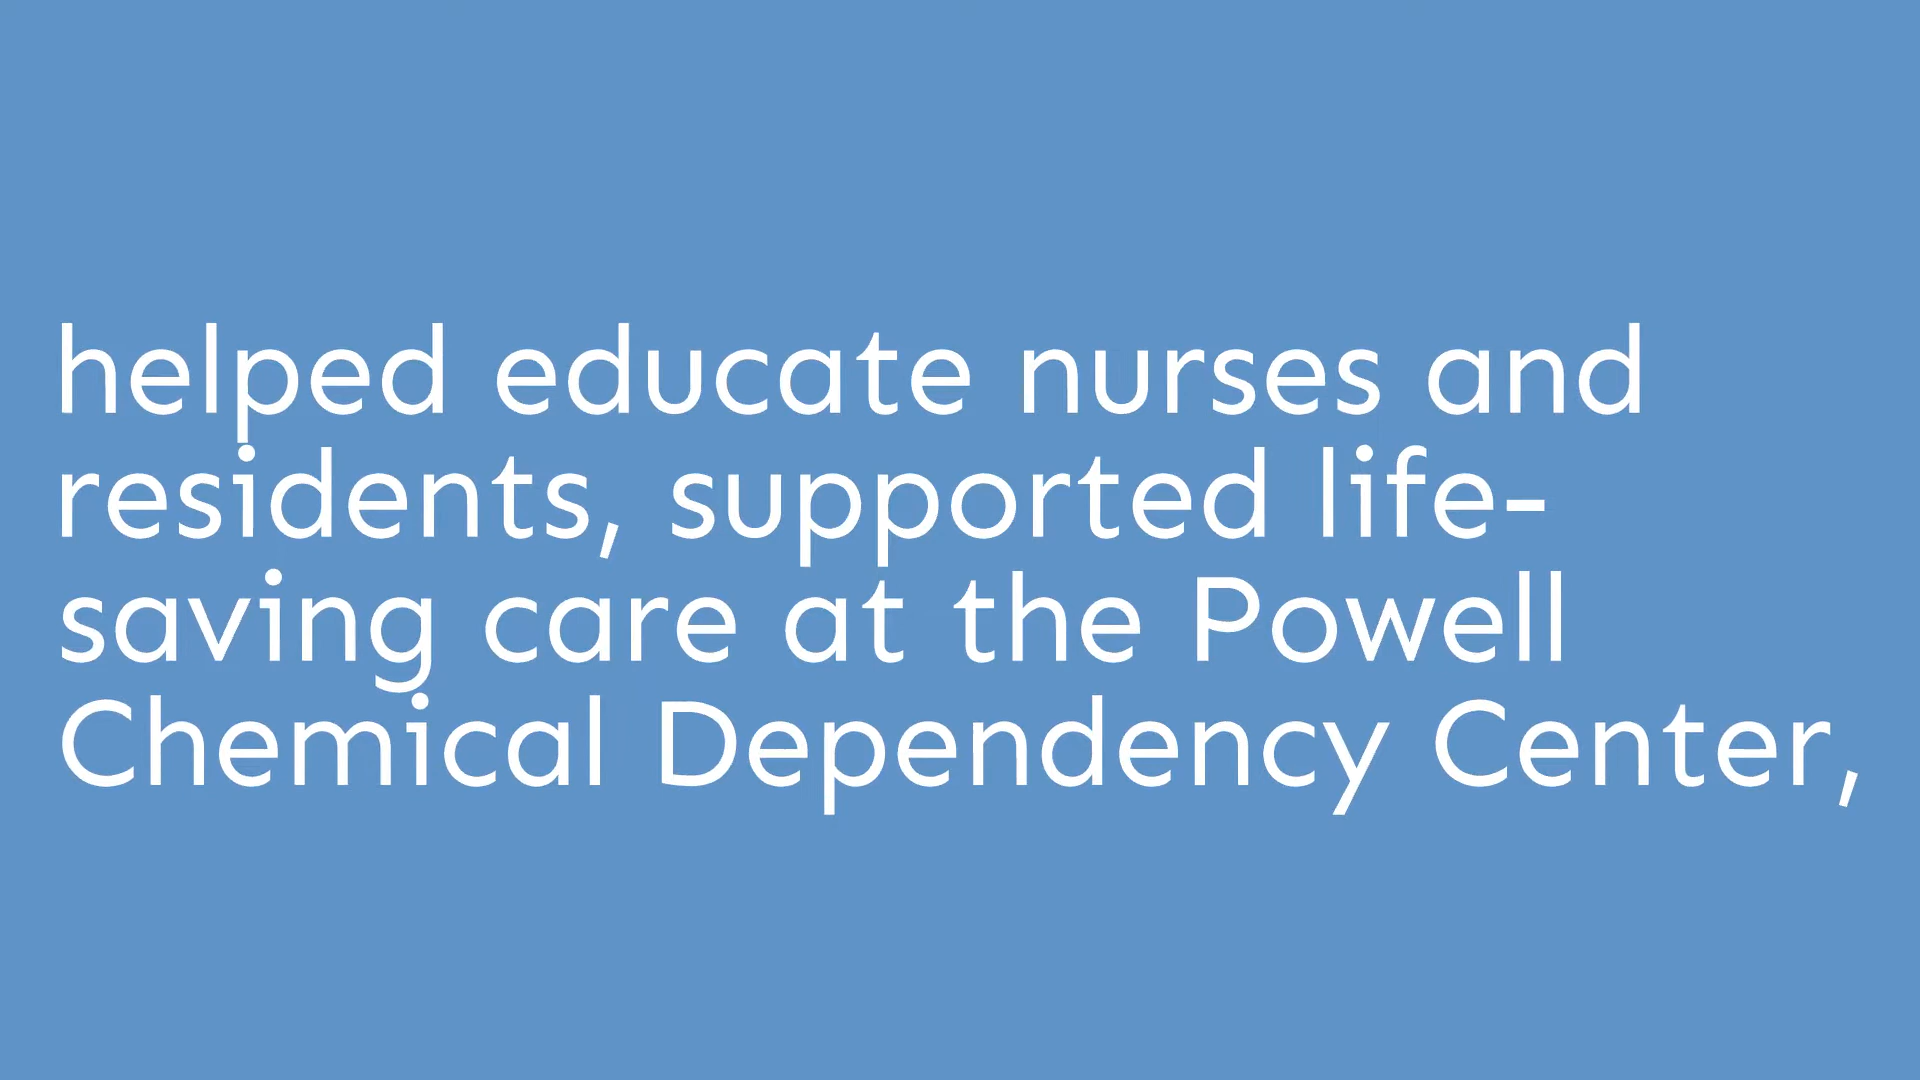 helped educate nurses and
residents, supported life-
saving care at the Powell
Chemical Dependency Center,